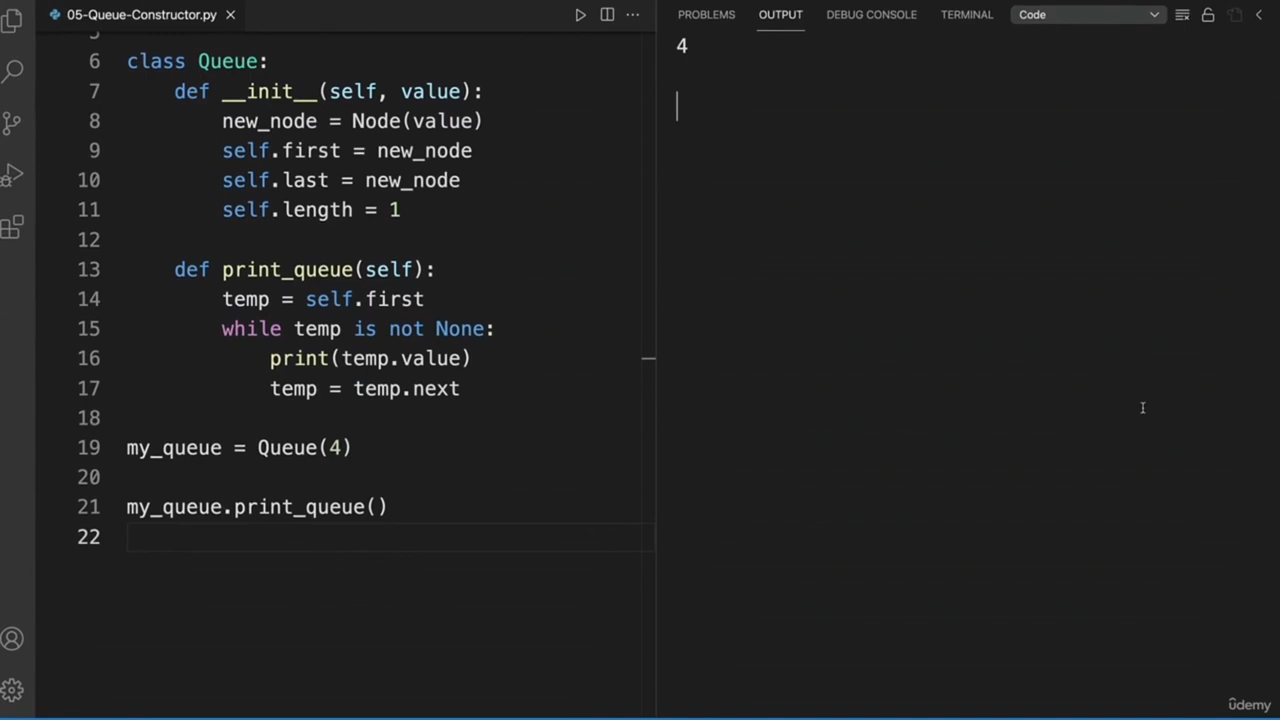 05-Queue-Constructor.py
PROBLEMS OUTPUT DEBUG CONSOLE TERMINAL Code
5
6 class Queue:
7     def __init__(self, value):
8         new_node = Node(value)
9         self.first = new_node
10         self.last = new_node
11         self.length = 1
12
13     def print_queue(self):
14         temp = self.first
15         while temp is not None:
16             print(temp.value)
17             temp = temp.next
18
19 my_queue = Queue(4)
20
21 my_queue.print_queue()
22
4
ûdemy